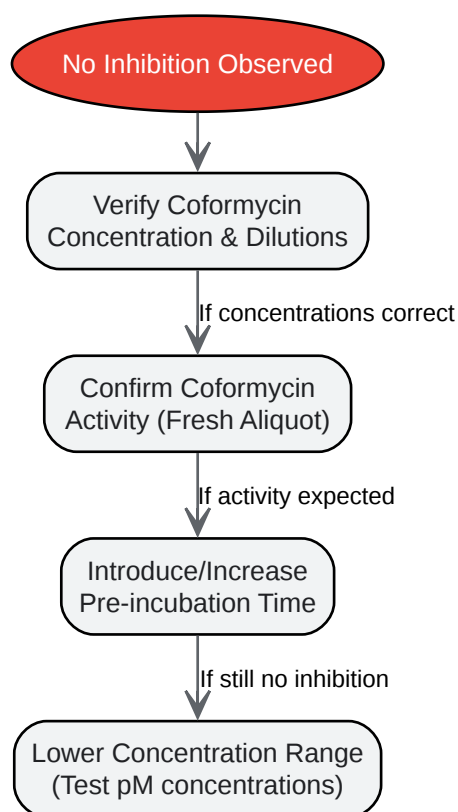 No Inhibition Observed
Verify Coformycin
Concentration & Dilutions
If concentrations correct
Confirm Coformycin
Activity (Fresh Aliquot)
If activity expected
Introduce/Increase
Pre-incubation Time
If still no inhibition
Lower Concentration Range
(Test pM concentrations)